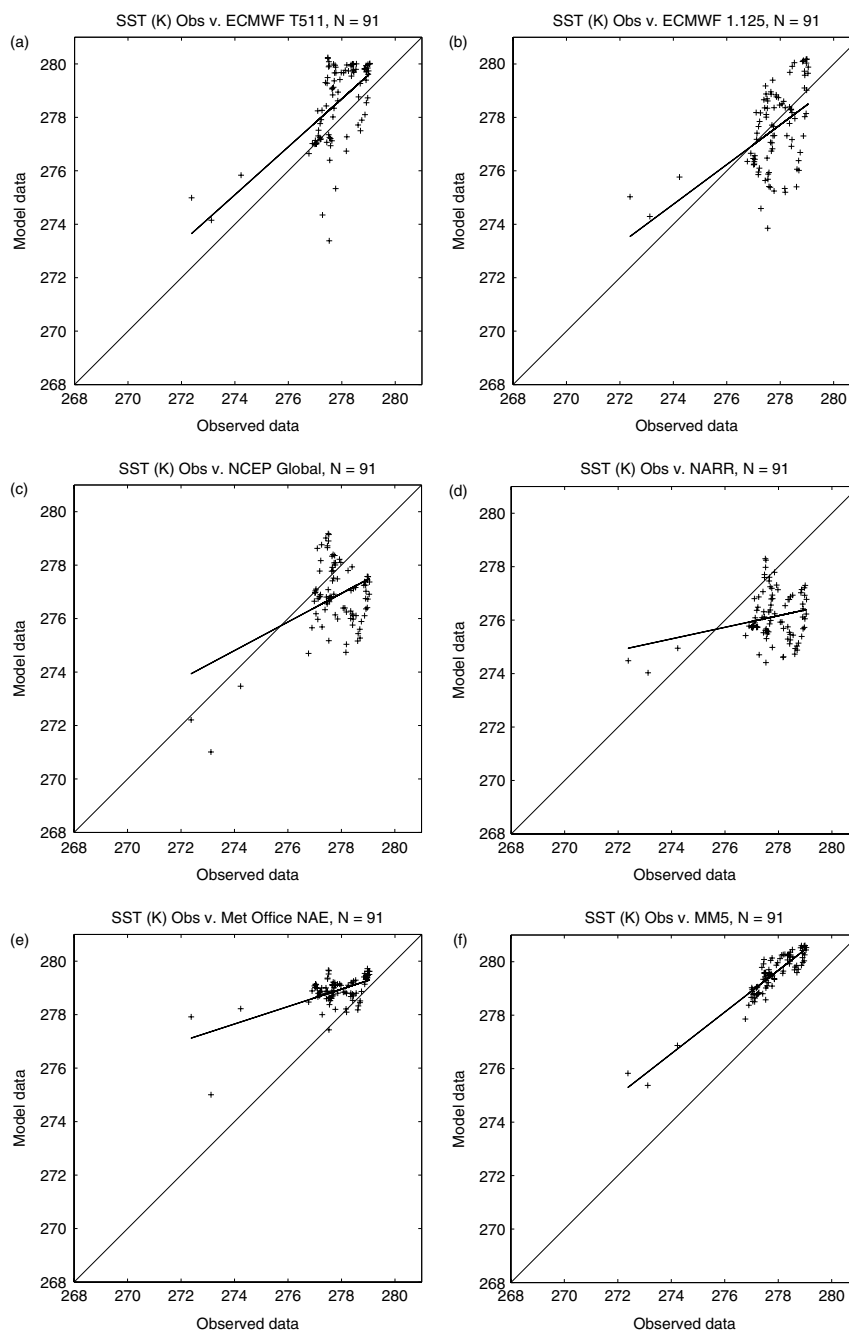 (a)
SST (K) Obs v. ECMWF T511, N = 91
280
278
276
274
272
270
268
Model data
268 270 272 274 276 278 280
Observed data
(b)
SST (K) Obs v. ECMWF 1.125, N = 91
280
278
276
274
272
270
268
Model data
268 270 272 274 276 278 280
Observed data
(c)
SST (K) Obs v. NCEP Global, N = 91
280
278
276
274
272
270
268
Model data
268 270 272 274 276 278 280
Observed data
(d)
SST (K) Obs v. NARR, N = 91
280
278
276
274
272
270
268
Model data
268 270 272 274 276 278 280
Observed data
(e)
SST (K) Obs v. Met Office NAE, N = 91
280
278
276
274
272
270
268
Model data
268 270 272 274 276 278 280
Observed data
(f)
SST (K) Obs v. MM5, N = 91
280
278
276
274
272
270
268
Model data
268 270 272 274 276 278 280
Observed data